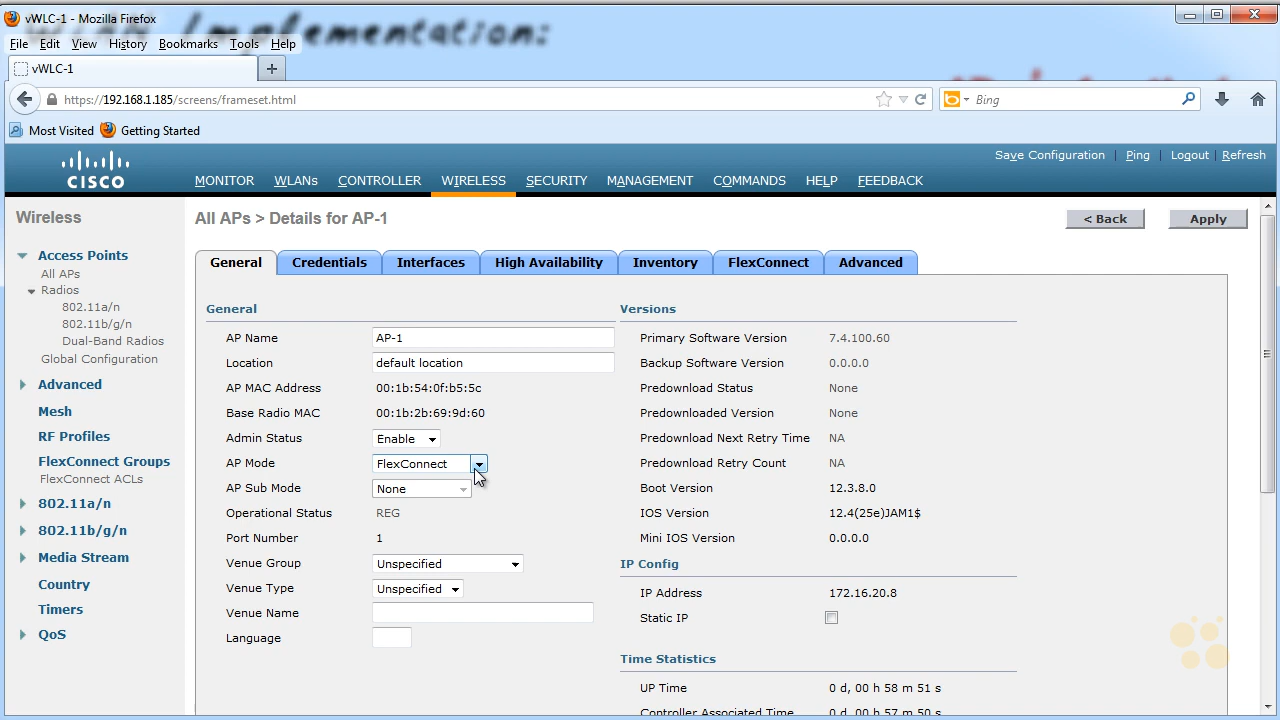 vWLC-1 - Mozilla Firefox
Implementation:
File Edit View History Bookmarks Tools Help
vWLC-1
https://192.168.1.185/screens/frameset.html
Bing
Most Visited Getting Started
Save Configuration | Ping | Logout | Refresh
CISCO
MONITOR WLANs CONTROLLER WIRELESS SECURITY MANAGEMENT COMMANDS HELP FEEDBACK
Wireless
Access Points
All APs
Radios
802.11a/n
802.11b/g/n
Dual-Band Radios
Global Configuration
Advanced
Mesh
RF Profiles
FlexConnect Groups
FlexConnect ACLs
802.11a/n
802.11b/g/n
Media Stream
Country
Timers
QoS
All APs > Details for AP-1
< Back
Apply
General Credentials Interfaces High Availability Inventory FlexConnect Advanced
General
AP Name AP-1
Location default location
AP MAC Address 00:1b:54:0f:b5:5c
Base Radio MAC 00:1b:2b:69:9d:60
Admin Status Enable
AP Mode FlexConnect
AP Sub Mode None
Operational Status REG
Port Number 1
Venue Group Unspecified
Venue Type Unspecified
Venue Name
Language
Versions
Primary Software Version 7.4.100.60
Backup Software Version 0.0.0.0
Predownload Status None
Predownloaded Version None
Predownload Next Retry Time NA
Predownload Retry Count NA
Boot Version 12.3.8.0
IOS Version 12.4(25e)JAM1$
Mini IOS Version 0.0.0.0
IP Config
IP Address 172.16.20.8
Static IP
Time Statistics
UP Time 0 d, 00 h 58 m 51 s
Controller Associated Time 0 d, 00 h 57 m 50 s